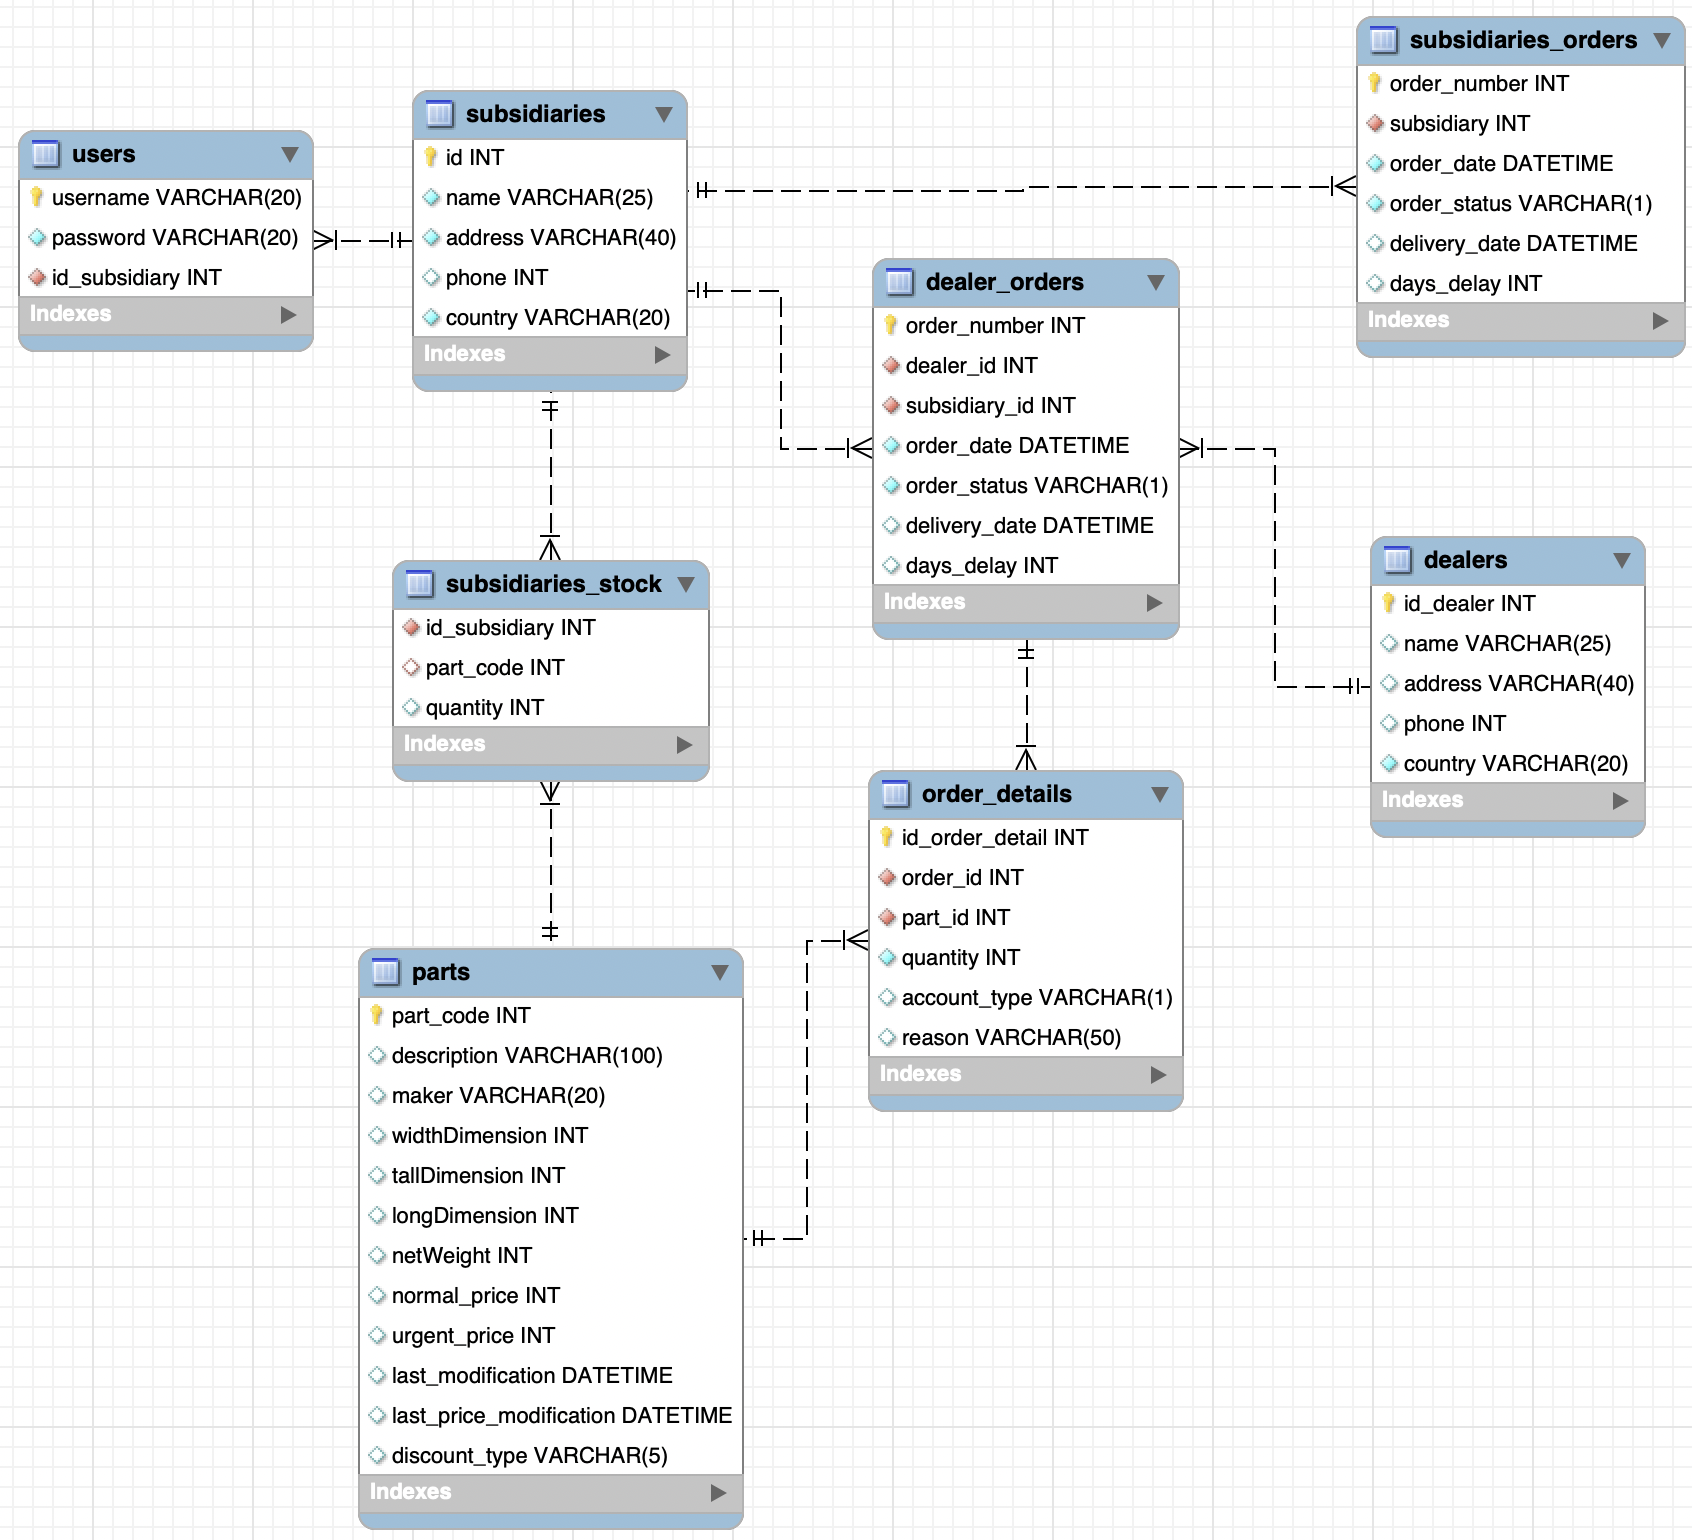 users
username VARCHAR(20)
password VARCHAR(20)
id_subsidiary INT
Indexes
subsidiaries
id INT
name VARCHAR(25)
address VARCHAR(40)
phone INT
country VARCHAR(20)
Indexes
subsidiaries_orders
order_number INT
subsidiary INT
order_date DATETIME
order_status VARCHAR(1)
delivery_date DATETIME
days_delay INT
Indexes
dealer_orders
order_number INT
dealer_id INT
subsidiary_id INT
order_date DATETIME
order_status VARCHAR(1)
delivery_date DATETIME
days_delay INT
Indexes
subsidiaries_stock
id_subsidiary INT
part_code INT
quantity INT
Indexes
dealers
id_dealer INT
name VARCHAR(25)
address VARCHAR(40)
phone INT
country VARCHAR(20)
Indexes
order_details
id_order_detail INT
order_id INT
part_id INT
quantity INT
account_type VARCHAR(1)
reason VARCHAR(50)
Indexes
parts
part_code INT
description VARCHAR(100)
maker VARCHAR(20)
widthDimension INT
tallDimension INT
longDimension INT
netWeight INT
normal_price INT
urgent_price INT
last_modification DATETIME
last_price_modification DATETIME
discount_type VARCHAR(5)
Indexes